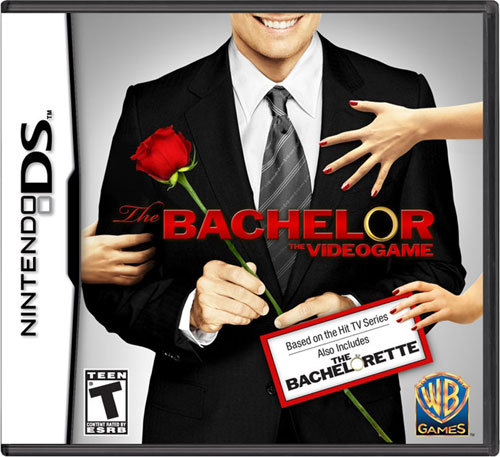 NINTENDO DS™
The BACHELOR
THE VIDEOGAME
Based on the Hit TV Series
Also Includes
THE
BACHELORETTE
TEEN
T
CONTENT RATED BY
ESRB
WB
GAMES